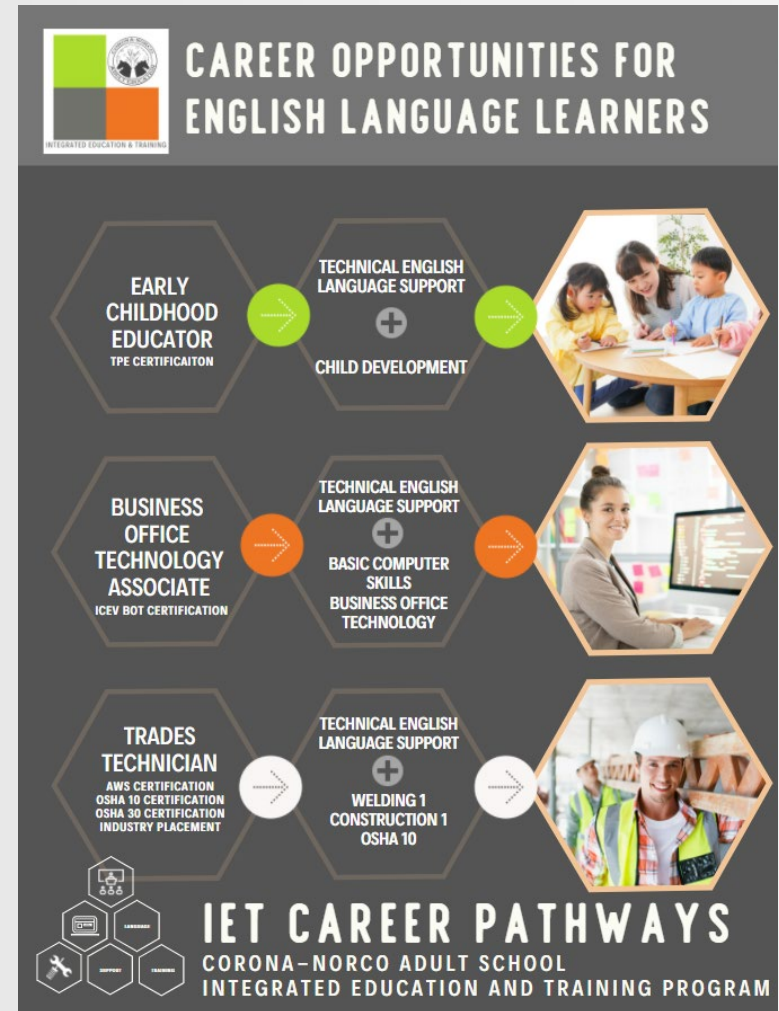 CAREER OPPORTUNITIES FOR
ENGLISH LANGUAGE LEARNERS
INTEGRATED EDUCATION & TRAINING
EARLY
CHILDHOOD
EDUCATOR
TPE CERTIFICAITON
TECHNICAL ENGLISH
LANGUAGE SUPPORT
+
CHILD DEVELOPMENT
BUSINESS
OFFICE
TECHNOLOGY
ASSOCIATE
ICEV BOT CERTIFICATION
TECHNICAL ENGLISH
LANGUAGE SUPPORT
+
BASIC COMPUTER
SKILLS
BUSINESS OFFICE
TECHNOLOGY
TRADES
TECHNICIAN
AWS CERTIFICATION
OSHA 10 CERTIFICATION
OSHA 30 CERTIFICATION
INDUSTRY PLACEMENT
TECHNICAL ENGLISH
LANGUAGE SUPPORT
+
WELDING 1
CONSTRUCTION 1
OSHA 10
LANGUAGE
SUPPORT
TRAINING
IET CAREER PATHWAYS
CORONA-NORCO ADULT SCHOOL
INTEGRATED EDUCATION AND TRAINING PROGRAM